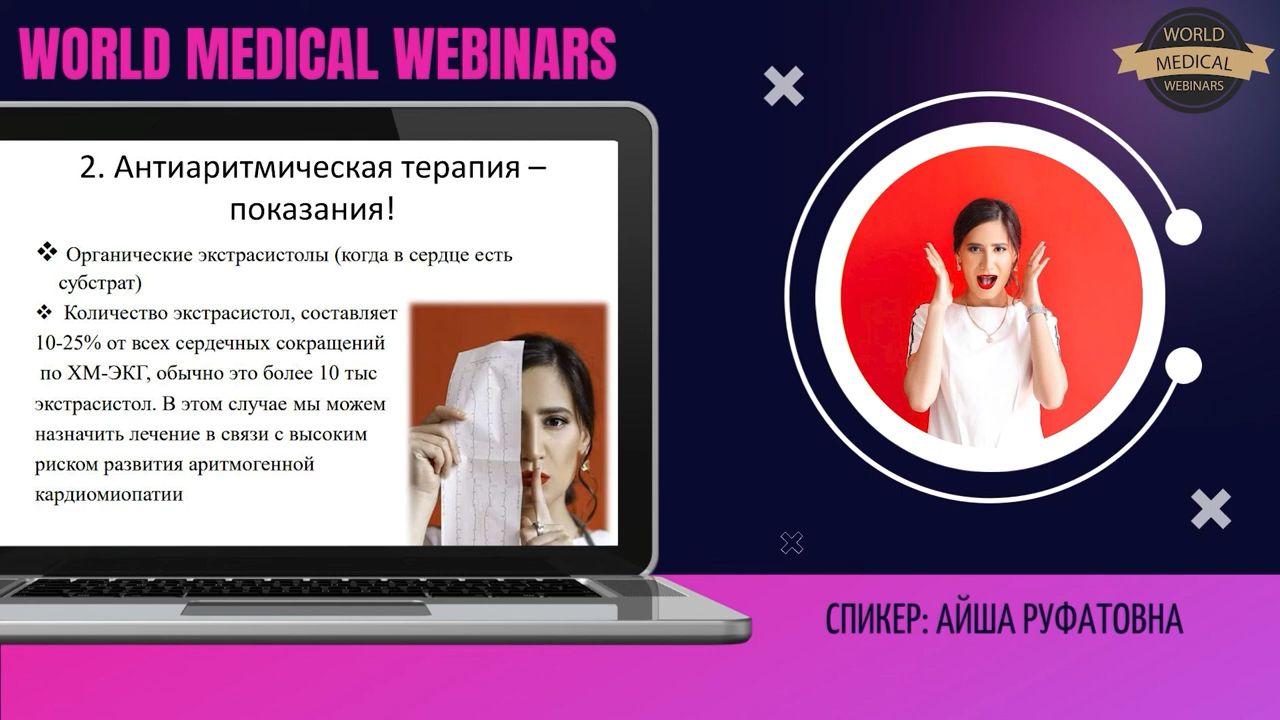 WORLD MEDICAL WEBINARS
WORLD
MEDICAL
WEBINARS
2. Антиаритмическая терапия –
показания!
❖ Органические экстрасистолы (когда в сердце есть
субстрат)
❖ Количество экстрасистол, составляет
10-25% от всех сердечных сокращений
по ХМ-ЭКГ, обычно это более 10 тыс
экстрасистол. В этом случае мы можем
назначить лечение в связи с высоким
риском развития аритмогенной
кардиомиопатии
СПИКЕР: АЙША РУФАТОВНА